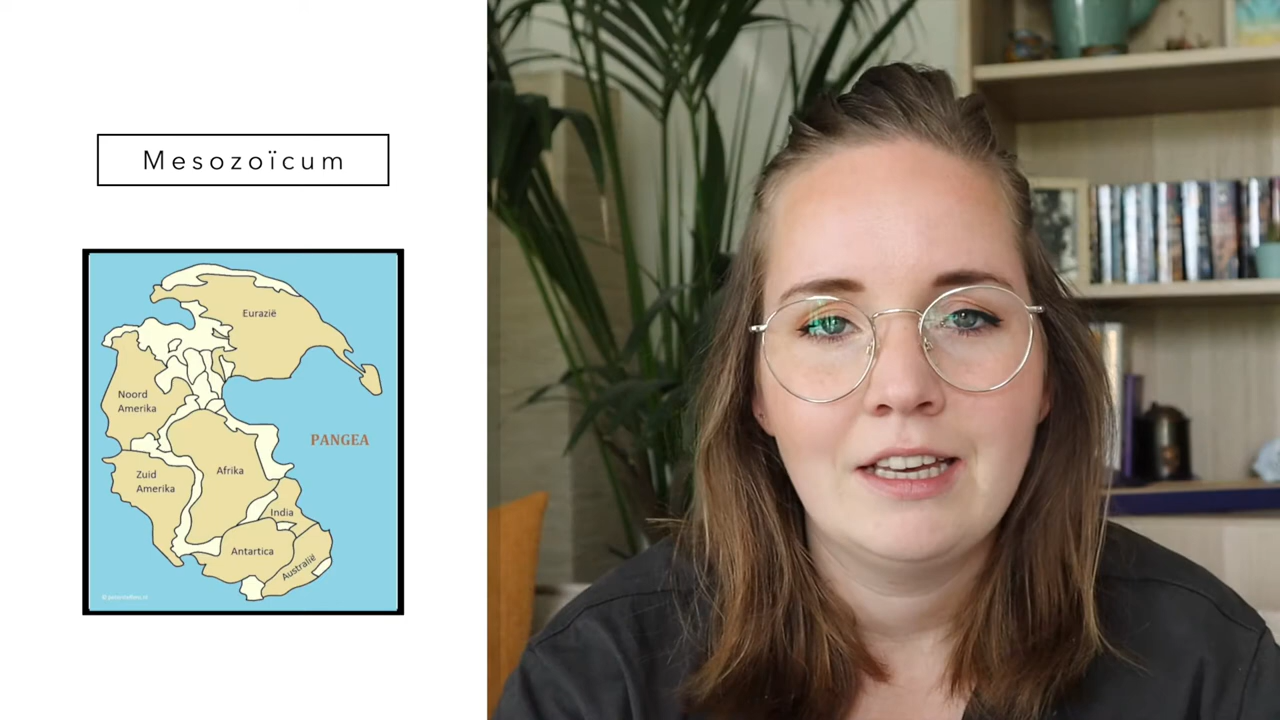 Mesozoïcum
Eurazië
Noord
Amerika
PANGEA
Afrika
Zuid
Amerika
India
Antartica
Australië